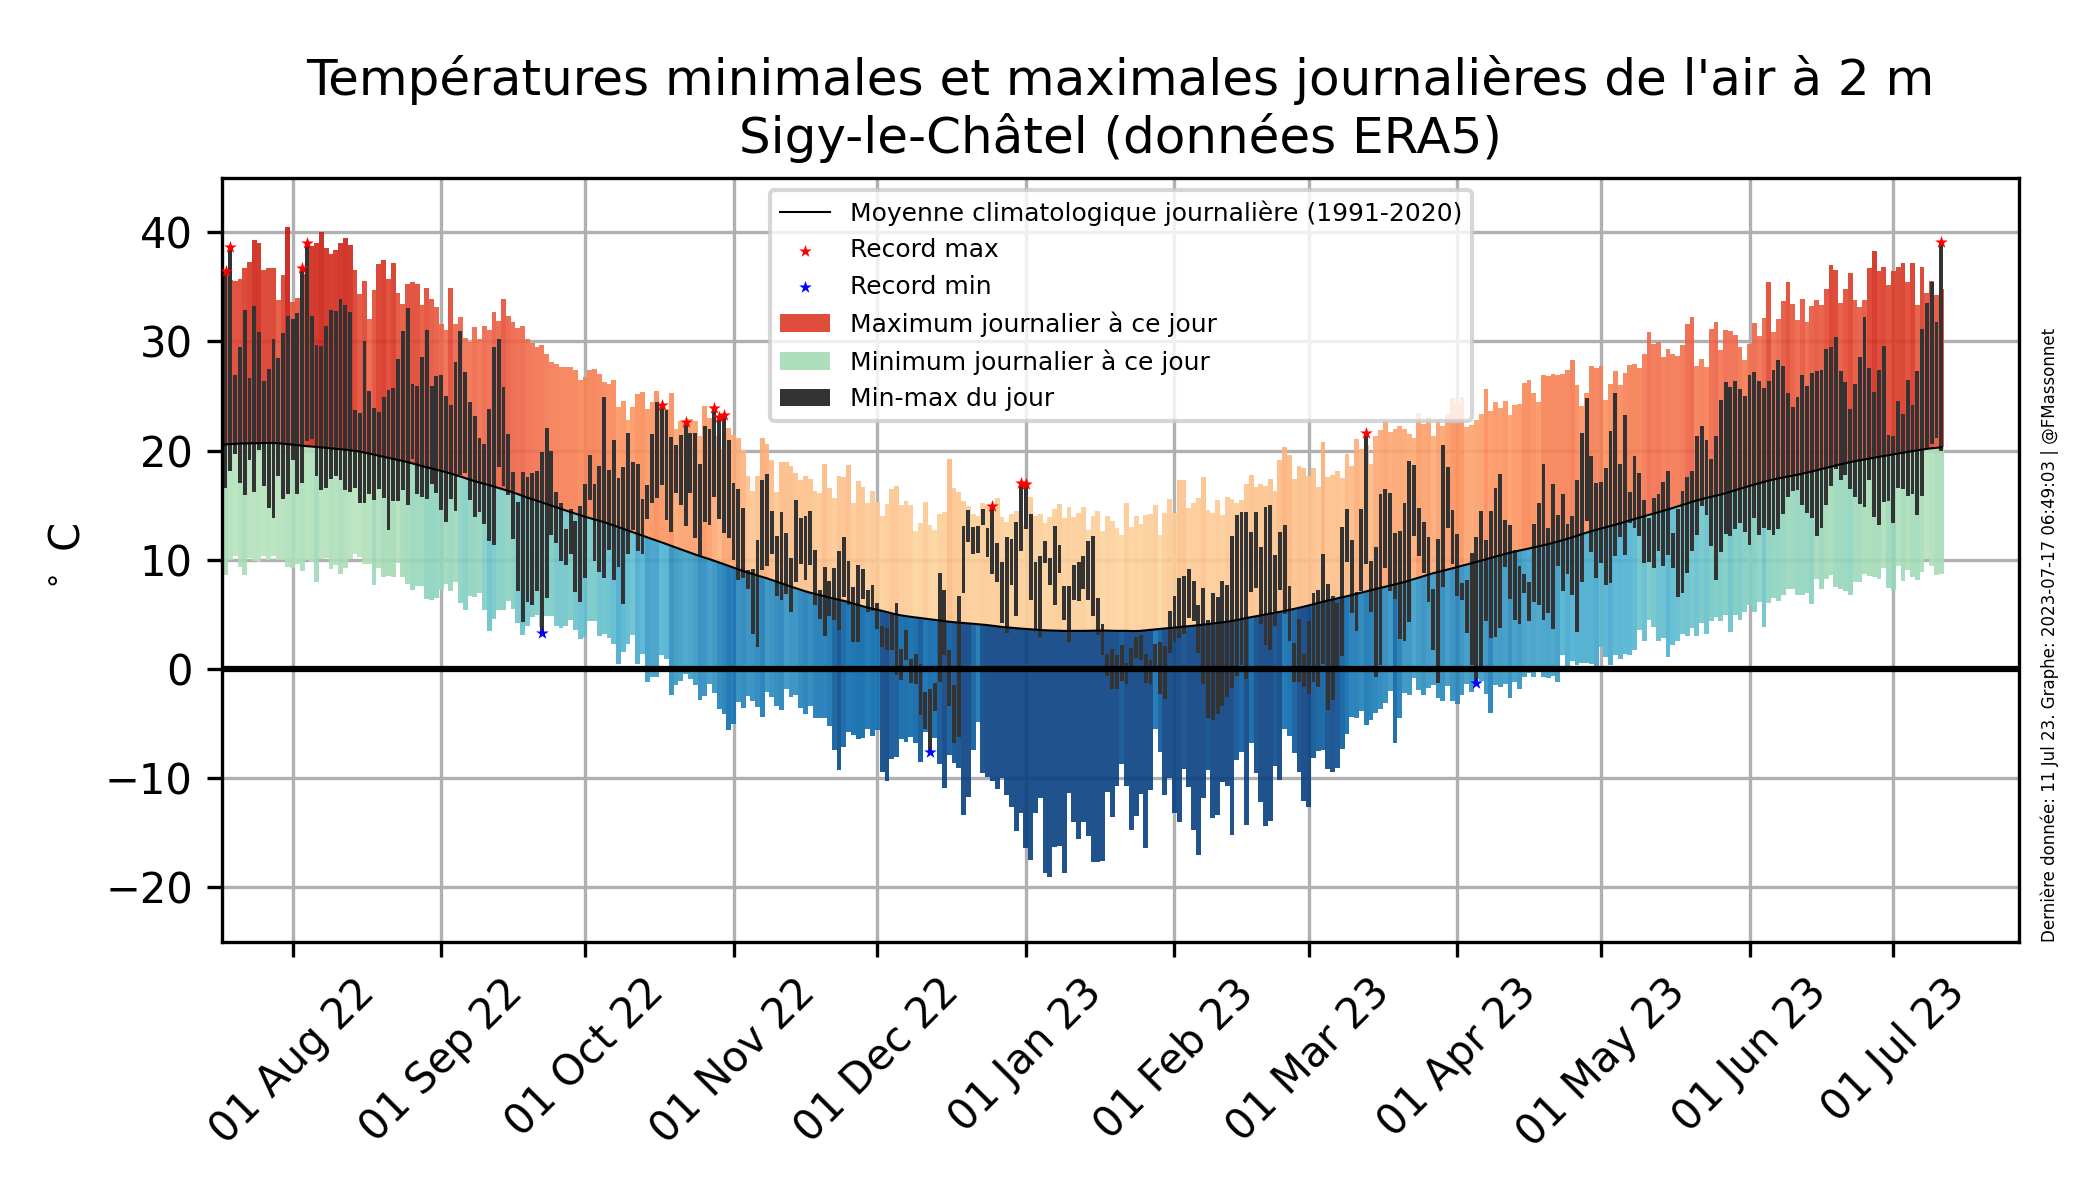 Températures minimales et maximales journalières de l'air à 2 m
Sigy-le-Châtel (données ERA5)
Moyenne climatologique journalière (1991-2020)
Record max
Record min
Maximum journalier à ce jour
Minimum journalier à ce jour
Min-max du jour
40
30
20
10
0
−10
−20
° C
01 Aug 22
01 Sep 22
01 Oct 22
01 Nov 22
01 Dec 22
01 Jan 23
01 Feb 23
01 Mar 23
01 Apr 23
01 May 23
01 Jun 23
01 Jul 23
Dernière donnée: 11 Jul 23. Graphe: 2023-07-17 06:49:03 | @FMassonnet